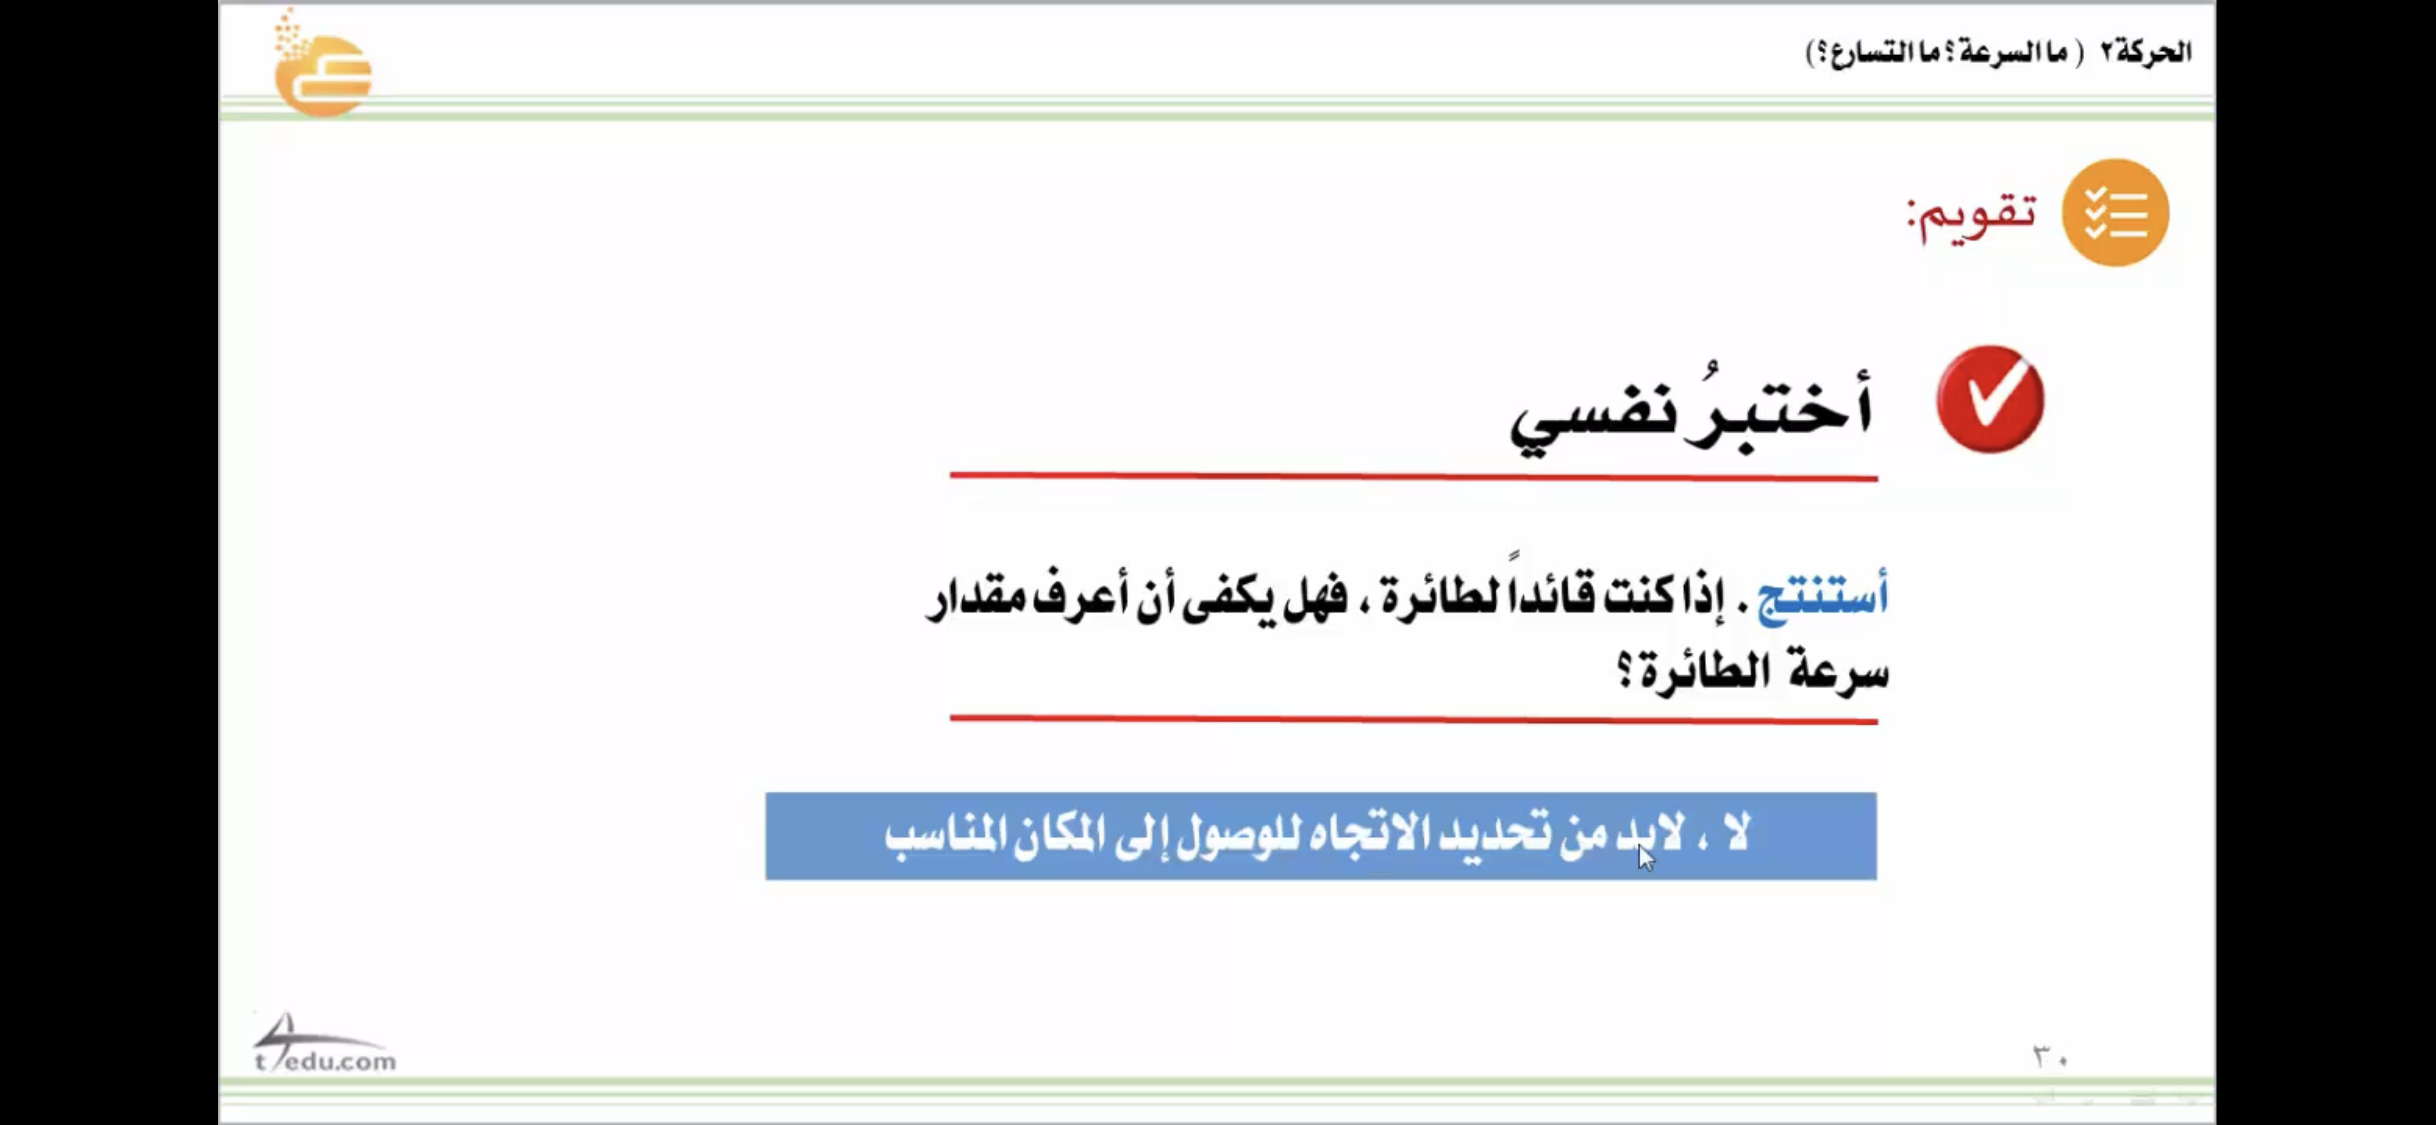 الحركة٢ ( ما السرعة؟ ما التسارع؟)
تقويم:
أختبرُ نفسي
أستنتج . إذا كنت قائداً لطائرة ، فهل يكفى أن أعرف مقدار
سرعة الطائرة؟
لا ، لابد من تحديد الاتجاه للوصول إلى المكان المناسب
t4edu.com
٣٠